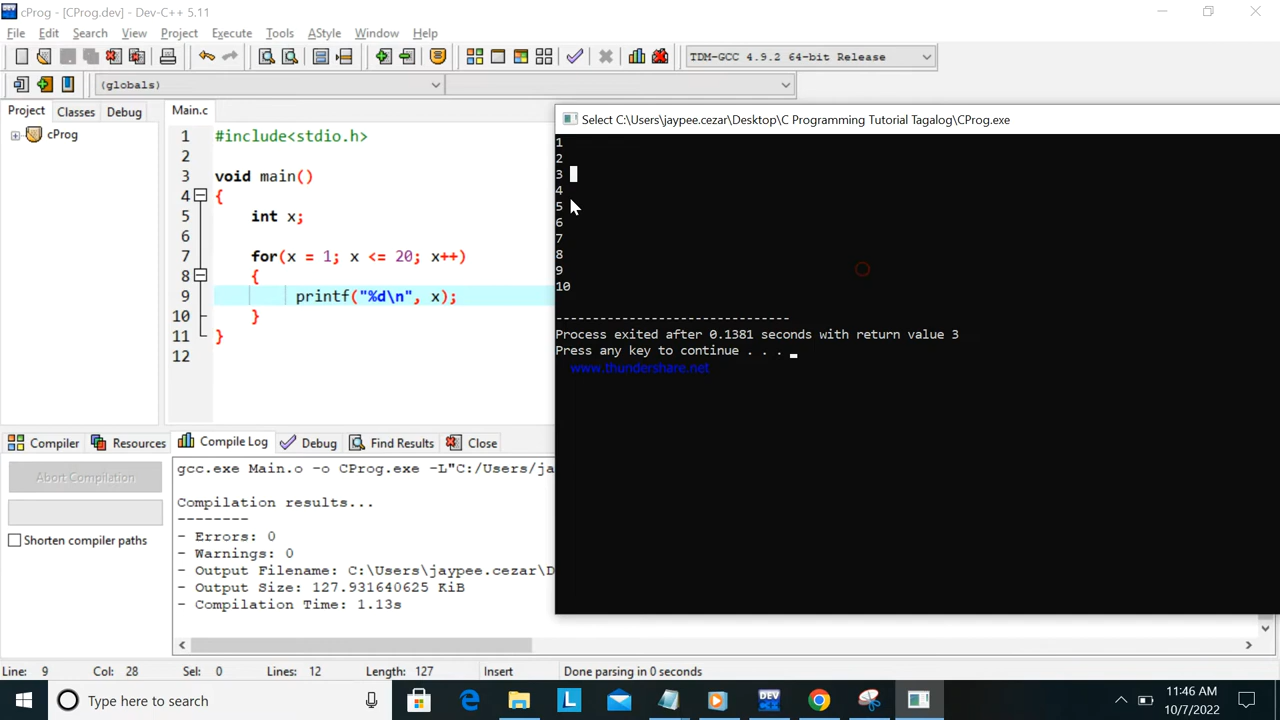 cProg - [CProg.dev] - Dev-C++ 5.11
File Edit Search View Project Execute Tools AStyle Window Help
TDM-GCC 4.9.2 64-bit Release
(globals)
Project Classes Debug
cProg
Main.c
1 #include<stdio.h>
2
3 void main()
4 {
5 int x;
6
7 for(x = 1; x <= 20; x++)
8 {
9 printf("%d\n", x);
10 }
11 }
12
Select C:\Users\jaypee.cezar\Desktop\C Programming Tutorial Tagalog\CProg.exe
1
2
3
4
5
6
7
8
9
10
--------------------------------
Process exited after 0.1381 seconds with return value 3
Press any key to continue . . .
www.thundershare.net
Compiler Resources Compile Log Debug Find Results Close
Abort Compilation
Shorten compiler paths
gcc.exe Main.o -o CProg.exe -L"C:/Users/ja
Compilation results...
--------
- Errors: 0
- Warnings: 0
- Output Filename: C:\Users\jaypee.cezar\D
- Output Size: 127.931640625 KiB
- Compilation Time: 1.13s
Line: 9 Col: 28 Sel: 0 Lines: 12 Length: 127 Insert Done parsing in 0 seconds
Type here to search
11:46 AM
10/7/2022